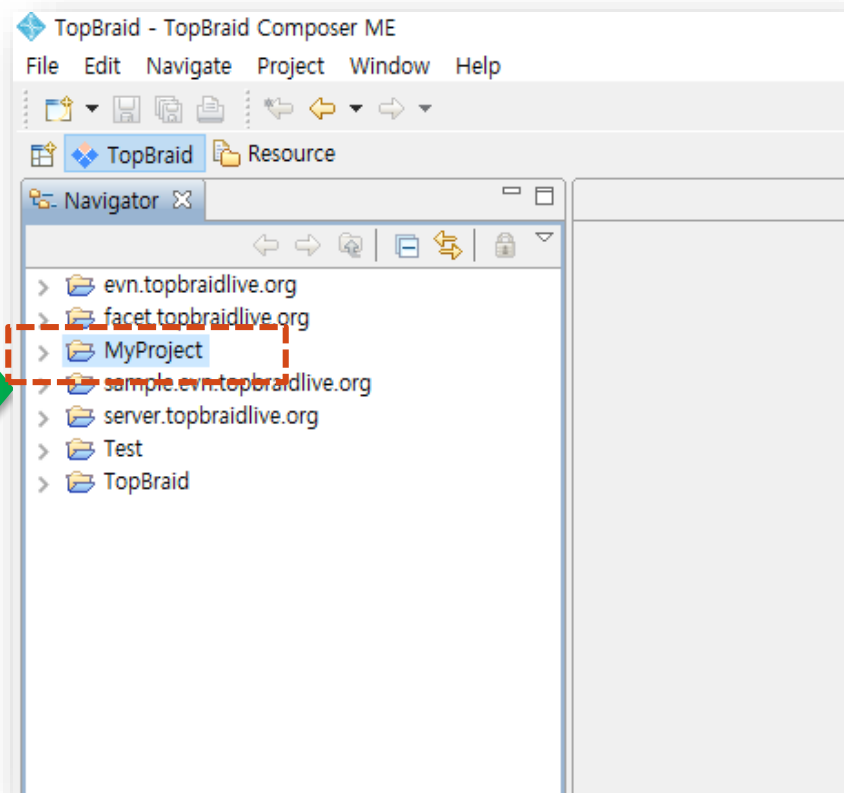 TopBraid - TopBraid Composer ME
File Edit Navigate Project Window Help
TopBraid Resource
Navigator
evn.topbraidlive.org
facet.topbraidlive.org
MyProject
sample.evn.topbraidlive.org
server.topbraidlive.org
Test
TopBraid